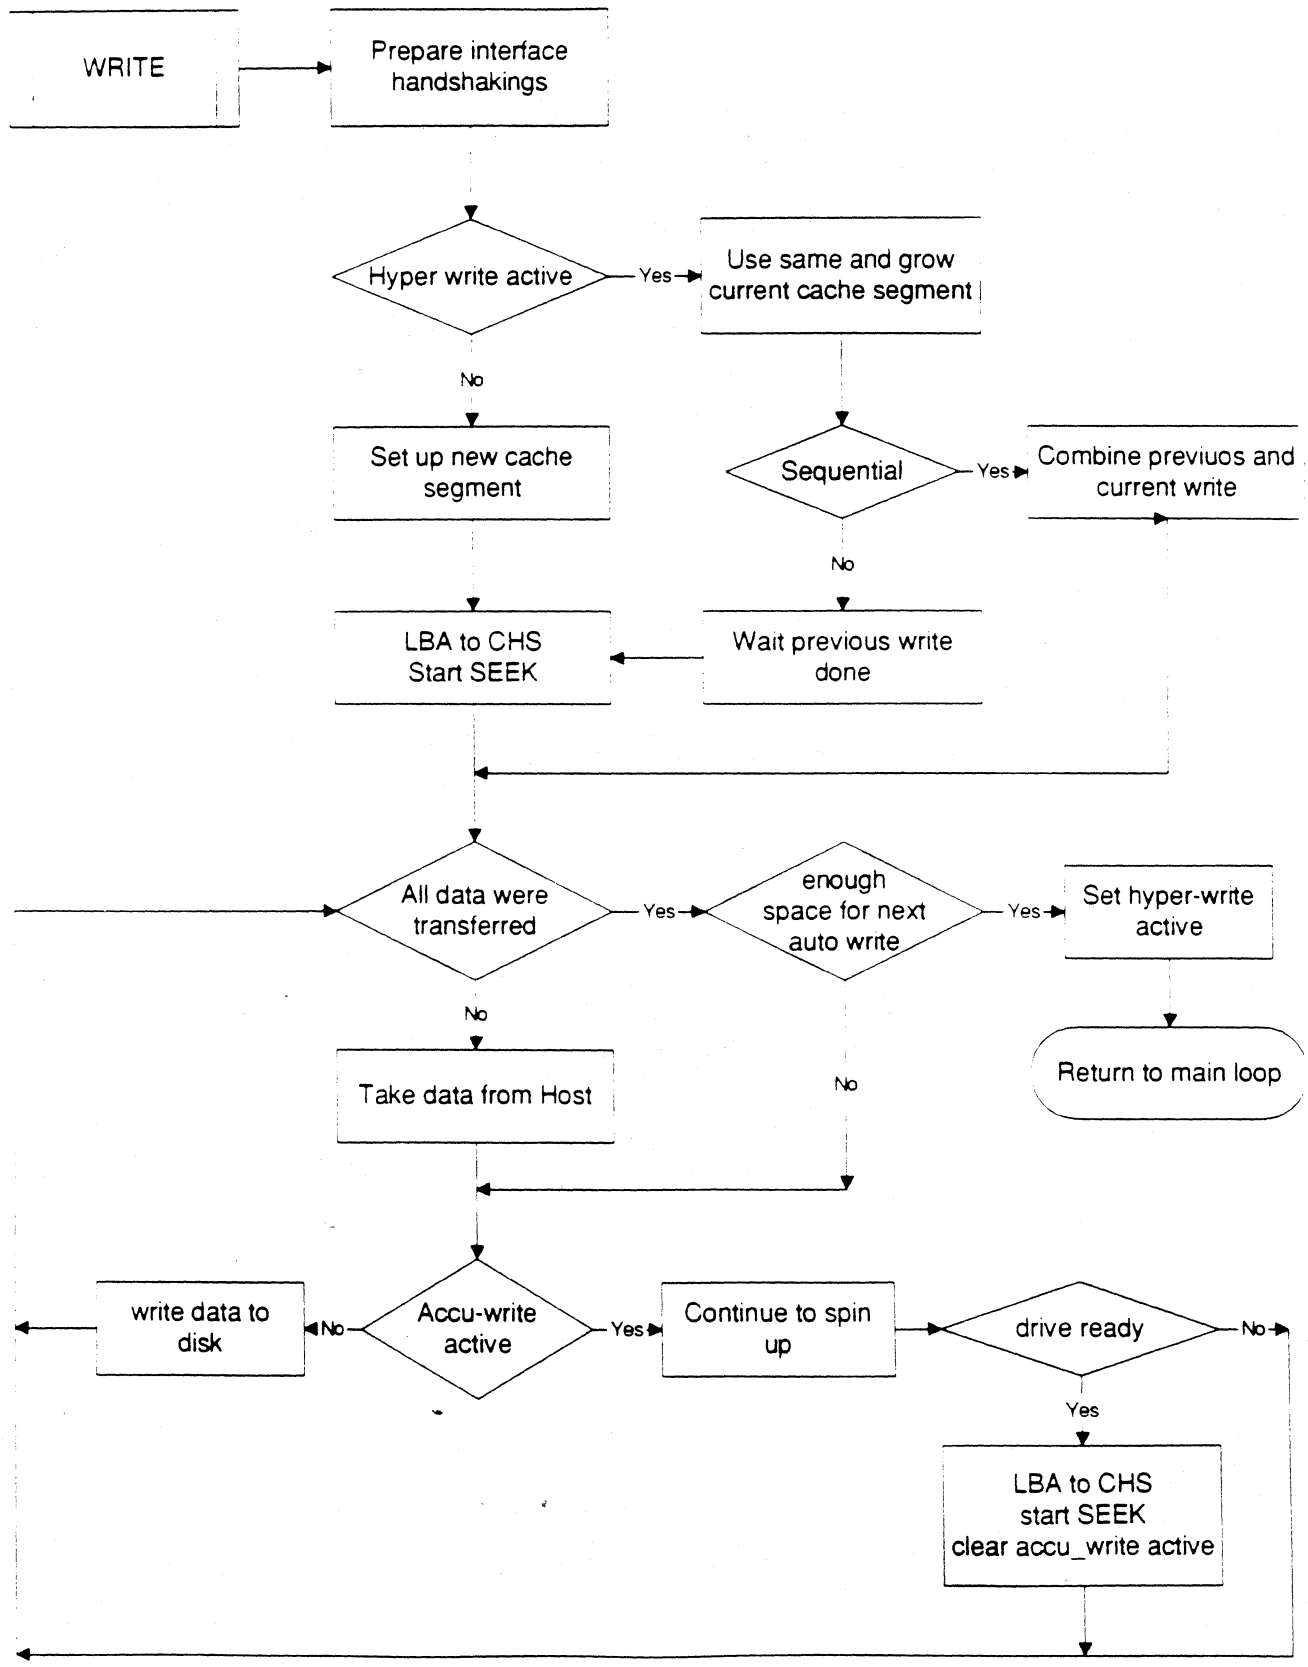 WRITE
Prepare interface
handshakings
Hyper write active
Yes
Use same and grow
current cache segment
No
Set up new cache
segment
Sequential
Yes
Combine previuos and
current write
No
LBA to CHS
Start SEEK
Wait previous write
done
All data were
transferred
Yes
enough
space for next
auto write
Yes
Set hyper-write
active
No
Take data from Host
No
Return to main loop
write data to
disk
No
Accu-write
active
Yes
Continue to spin
up
drive ready
No
Yes
LBA to CHS
start SEEK
clear accu_write active